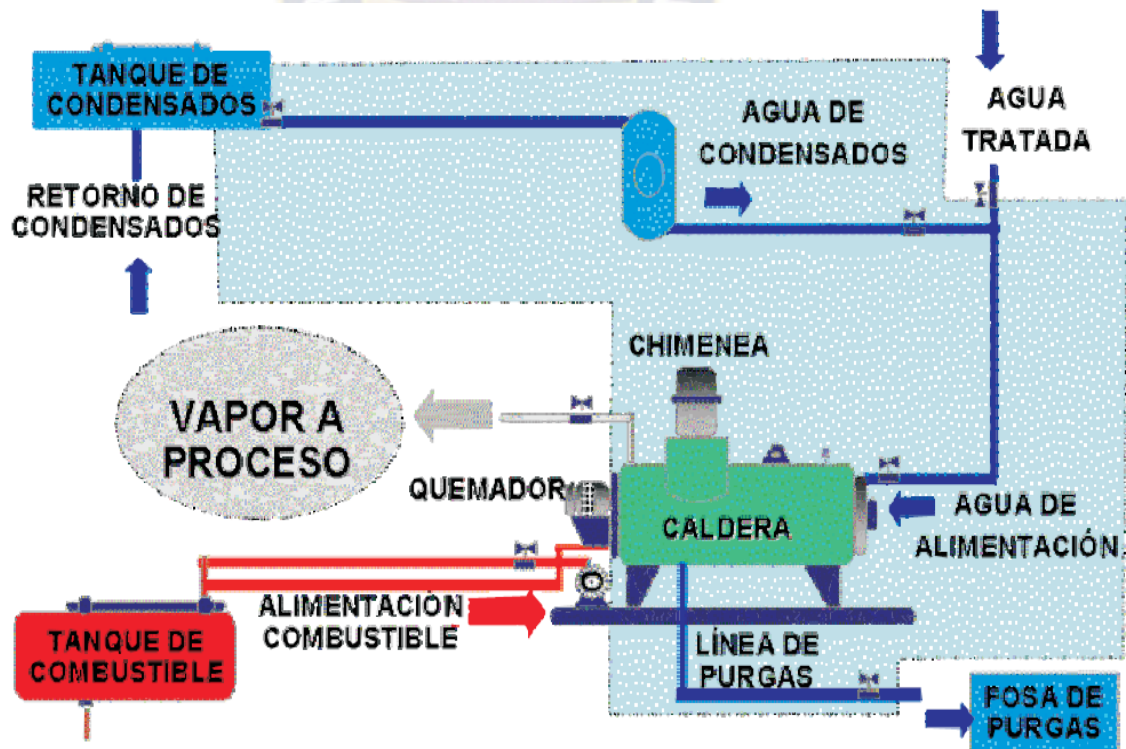 TANQUE DE
CONDENSADOS
AGUA DE
CONDENSADOS
AGUA
TRATADA
RETORNO DE
CONDENSADOS
CHIMENEA
VAPOR A
PROCESO
QUEMADOR
CALDERA
AGUA DE
ALIMENTACIÓN
ALIMENTACIÓN
COMBUSTIBLE
TANQUE DE
COMBUSTIBLE
LÍNEA DE
PURGAS
FOSA DE
PURGAS